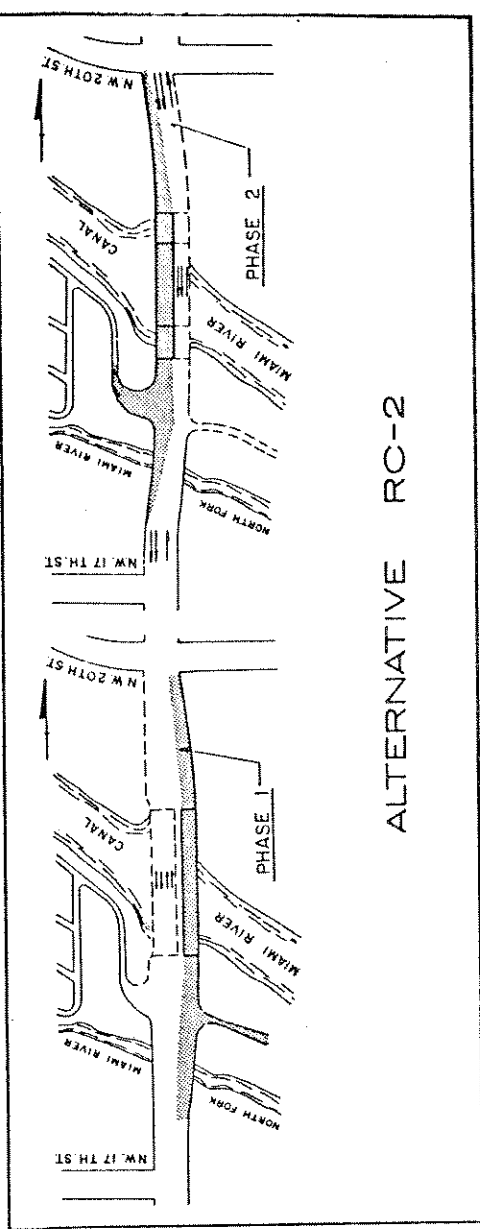 N.W. 20TH. ST.
CANAL
MIAMI RIVER
PHASE 2
MIAMI RIVER
NORTH FORK
N.W. 17 TH. ST.
N.W. 20TH. ST.
CANAL
MIAMI RIVER
PHASE 1
MIAMI RIVER
NORTH FORK
N.W. 17 TH. ST.
ALTERNATIVE RC-2